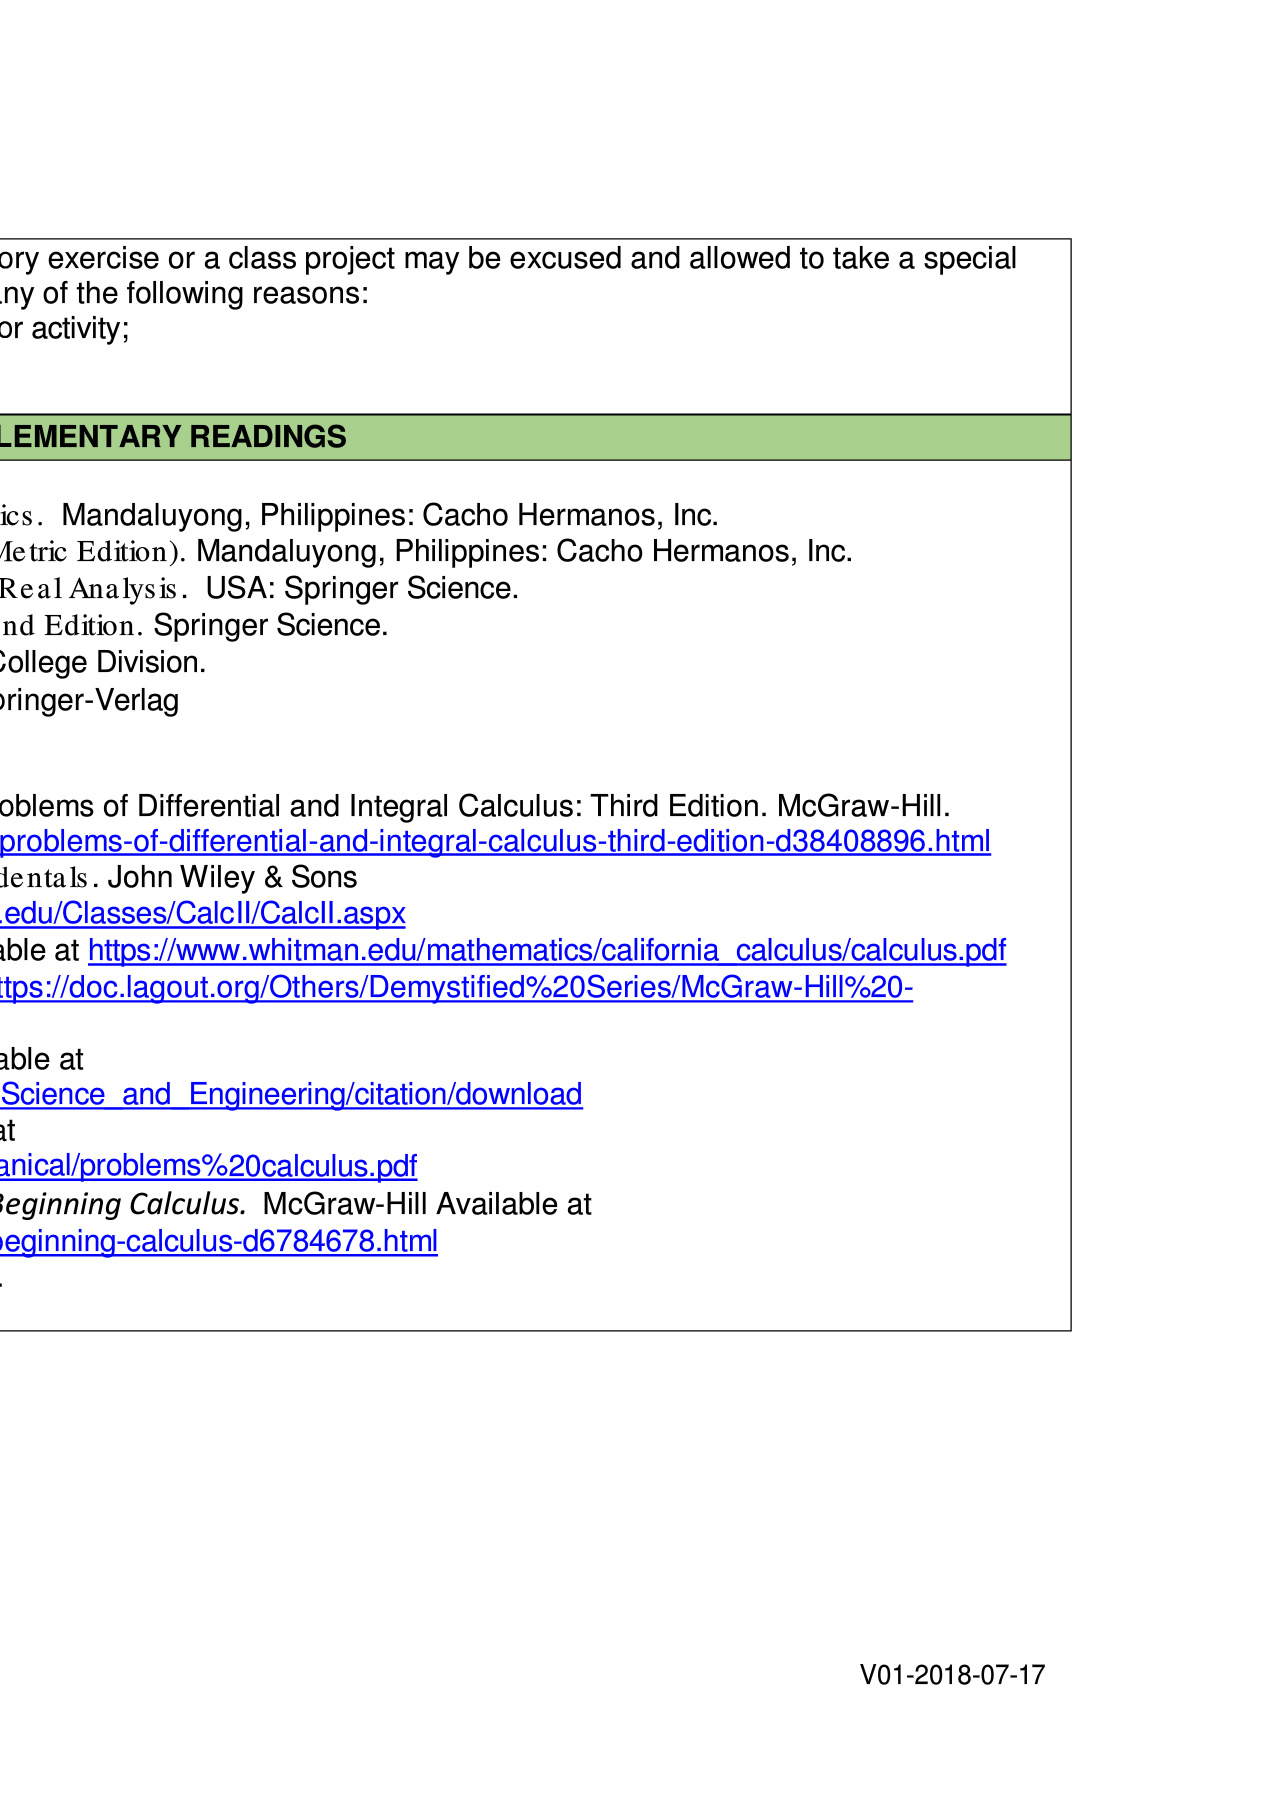 ory exercise or a class project may be excused and allowed to take a special
any of the following reasons:
or activity;
LEMENTARY READINGS
ics. Mandaluyong, Philippines: Cacho Hermanos, Inc.
Metric Edition). Mandaluyong, Philippines: Cacho Hermanos, Inc.
Real Analysis. USA: Springer Science.
nd Edition. Springer Science.
College Division.
pringer-Verlag
oblems of Differential and Integral Calculus: Third Edition. McGraw-Hill.
problems-of-differential-and-integral-calculus-third-edition-d38408896.html
dentals. John Wiley & Sons
.edu/Classes/CalcII/CalcII.aspx
able at https://www.whitman.edu/mathematics/california_calculus/calculus.pdf
ttps://doc.lagout.org/Others/Demystified%20Series/McGraw-Hill%20-
able at
Science_and_Engineering/citation/download
at
anical/problems%20calculus.pdf
Beginning Calculus. McGraw-Hill Available at
beginning-calculus-d6784678.html
.
V01-2018-07-17